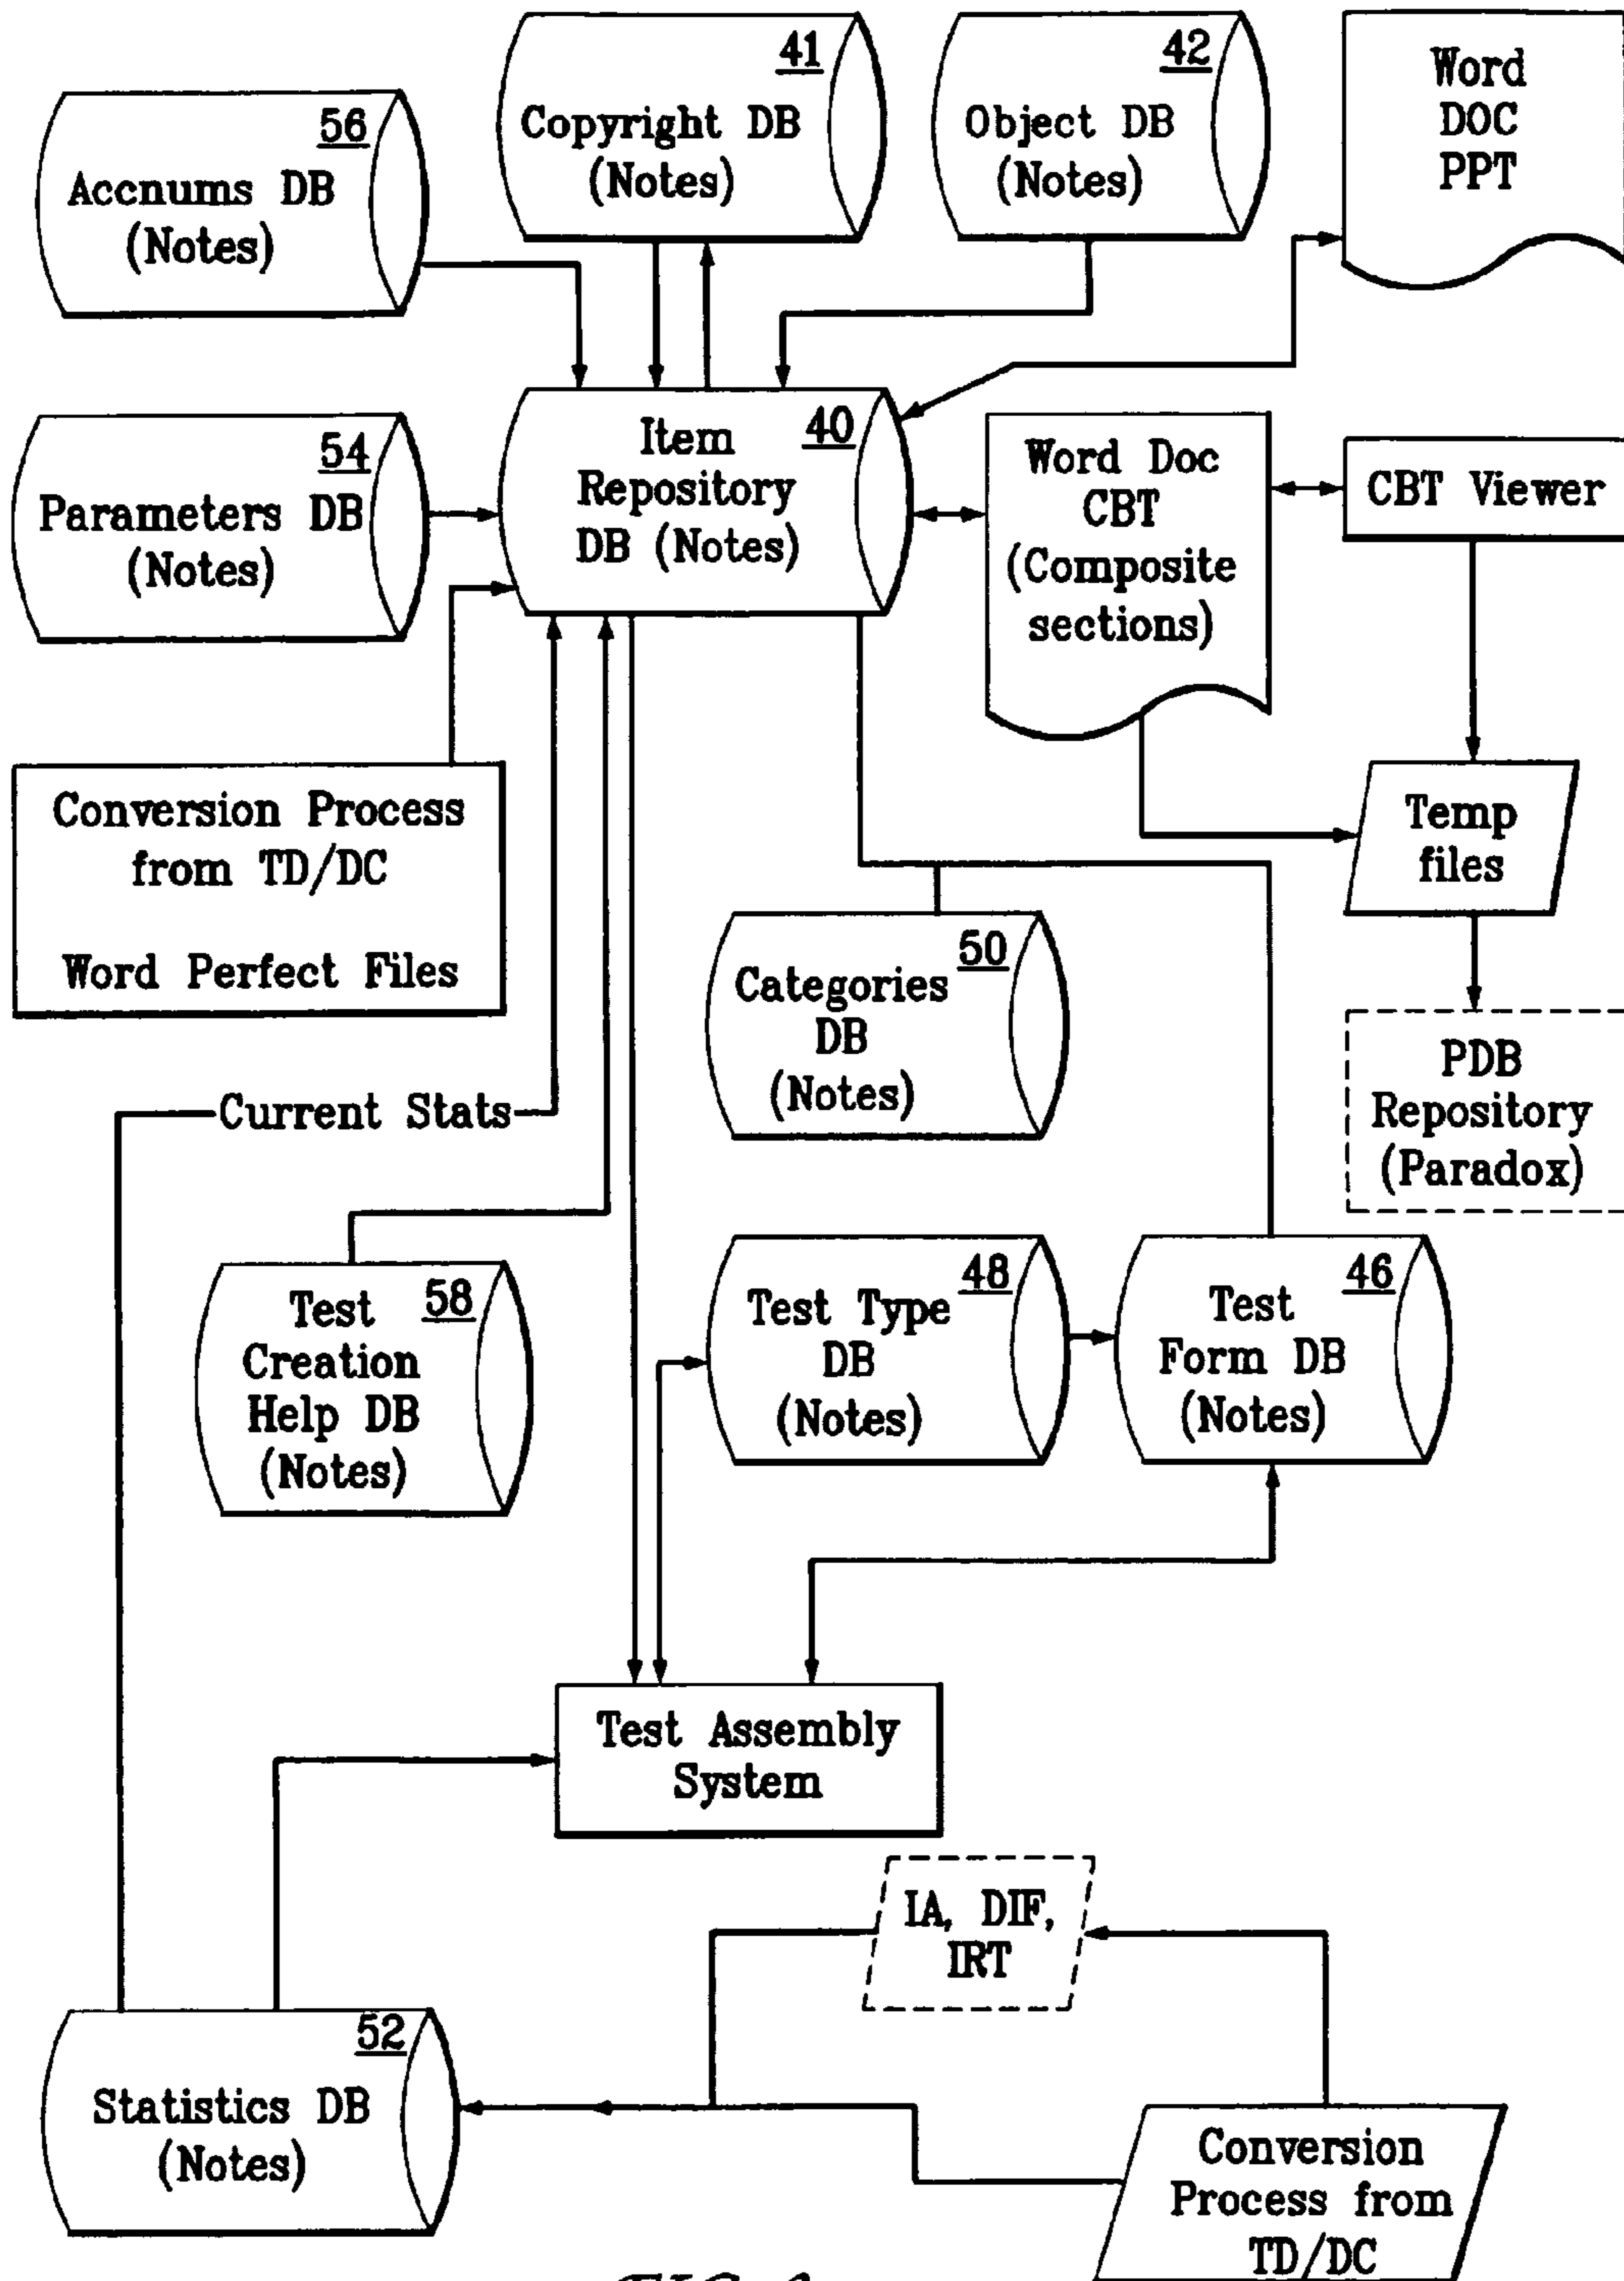 41
Copyright DB
(Notes)
42
Object DB
(Notes)
Word
DOC
PPT
56
Accnums DB
(Notes)
54
Parameters DB
(Notes)
40
Item
Repository
DB (Notes)
Word Doc
CBT
(Composite
sections)
CBT Viewer
Conversion Process
from TD/DC
Word Perfect Files
Temp
files
50
Categories
DB
(Notes)
PDB
Repository
(Paradox)
Current Stats
58
Test
Creation
Help DB
(Notes)
48
Test Type
DB
(Notes)
46
Test
Form DB
(Notes)
Test Assembly
System
IA, DIF,
IRT
52
Statistics DB
(Notes)
Conversion
Process from
TD/DC